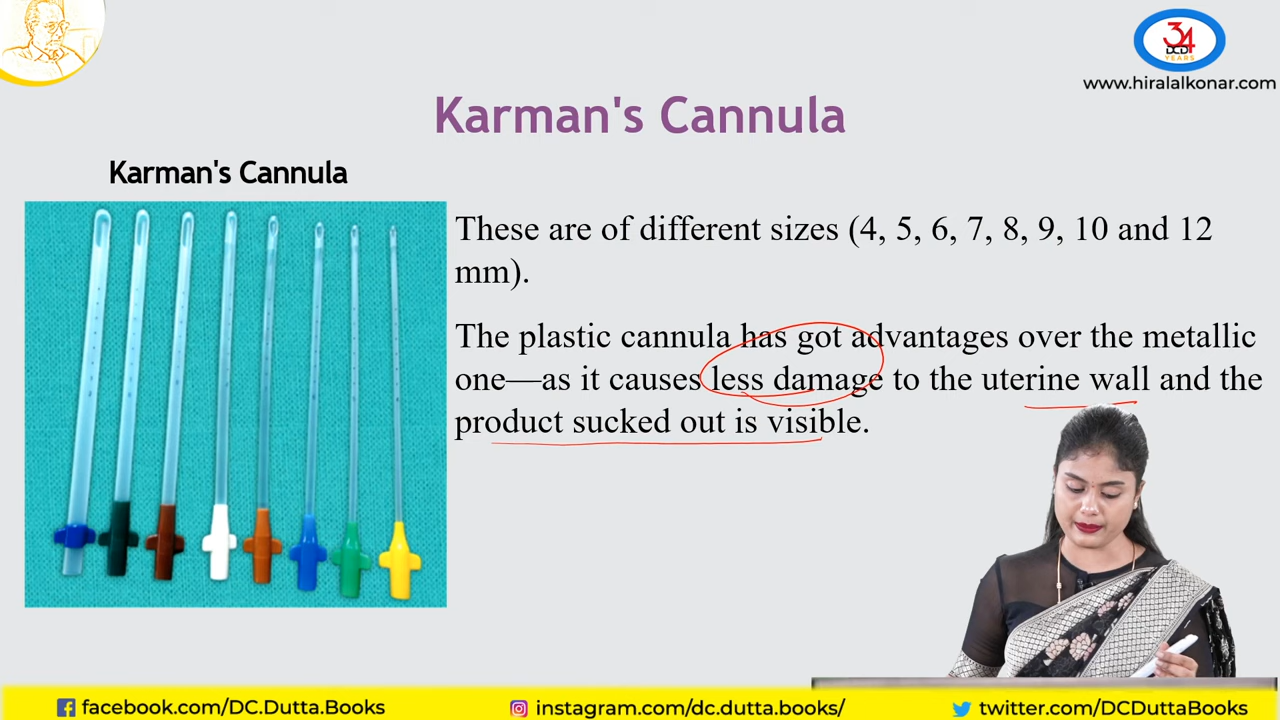 34
DCD
YEARS
www.hiralalkonar.com
Karman's Cannula
Karman's Cannula
These are of different sizes (4, 5, 6, 7, 8, 9, 10 and 12
mm).
The plastic cannula has got advantages over the metallic
one—as it causes less damage to the uterine wall and the
product sucked out is visible.
facebook.com/DC.Dutta.Books
instagram.com/dc.dutta.books/
twitter.com/DCDuttaBooks